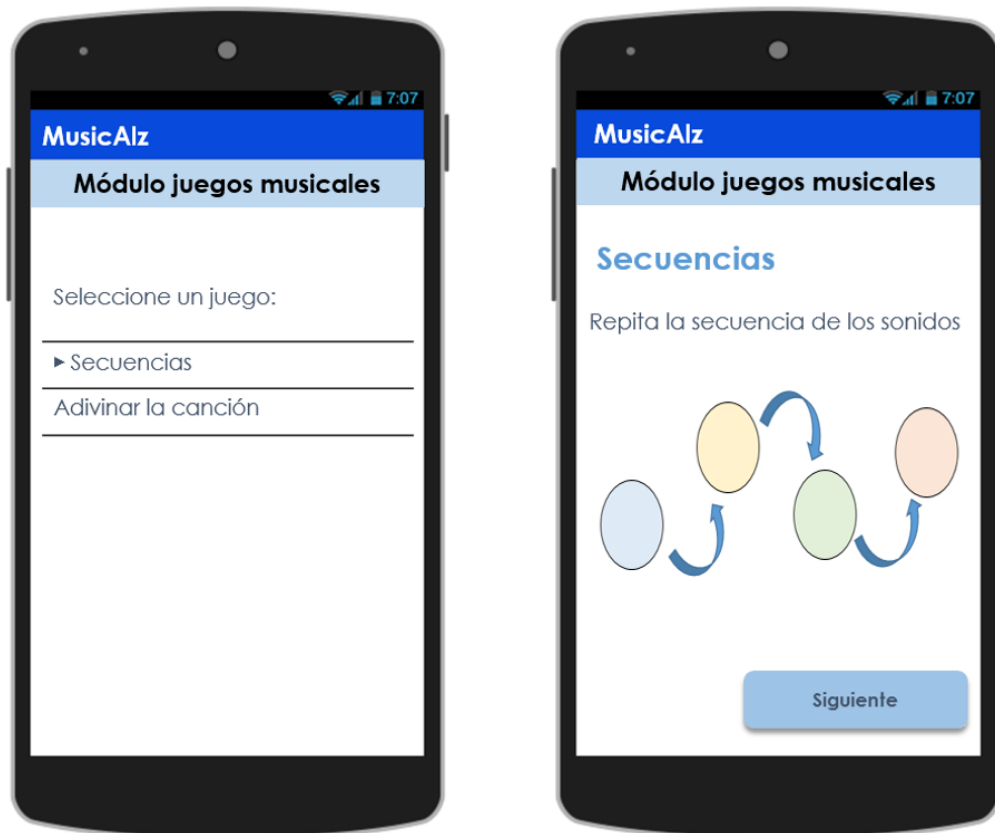 7:07
MusicAlz
Módulo juegos musicales
Seleccione un juego:
▸ Secuencias
Adivinar la canción
7:07
MusicAlz
Módulo juegos musicales
Secuencias
Repita la secuencia de los sonidos
Siguiente